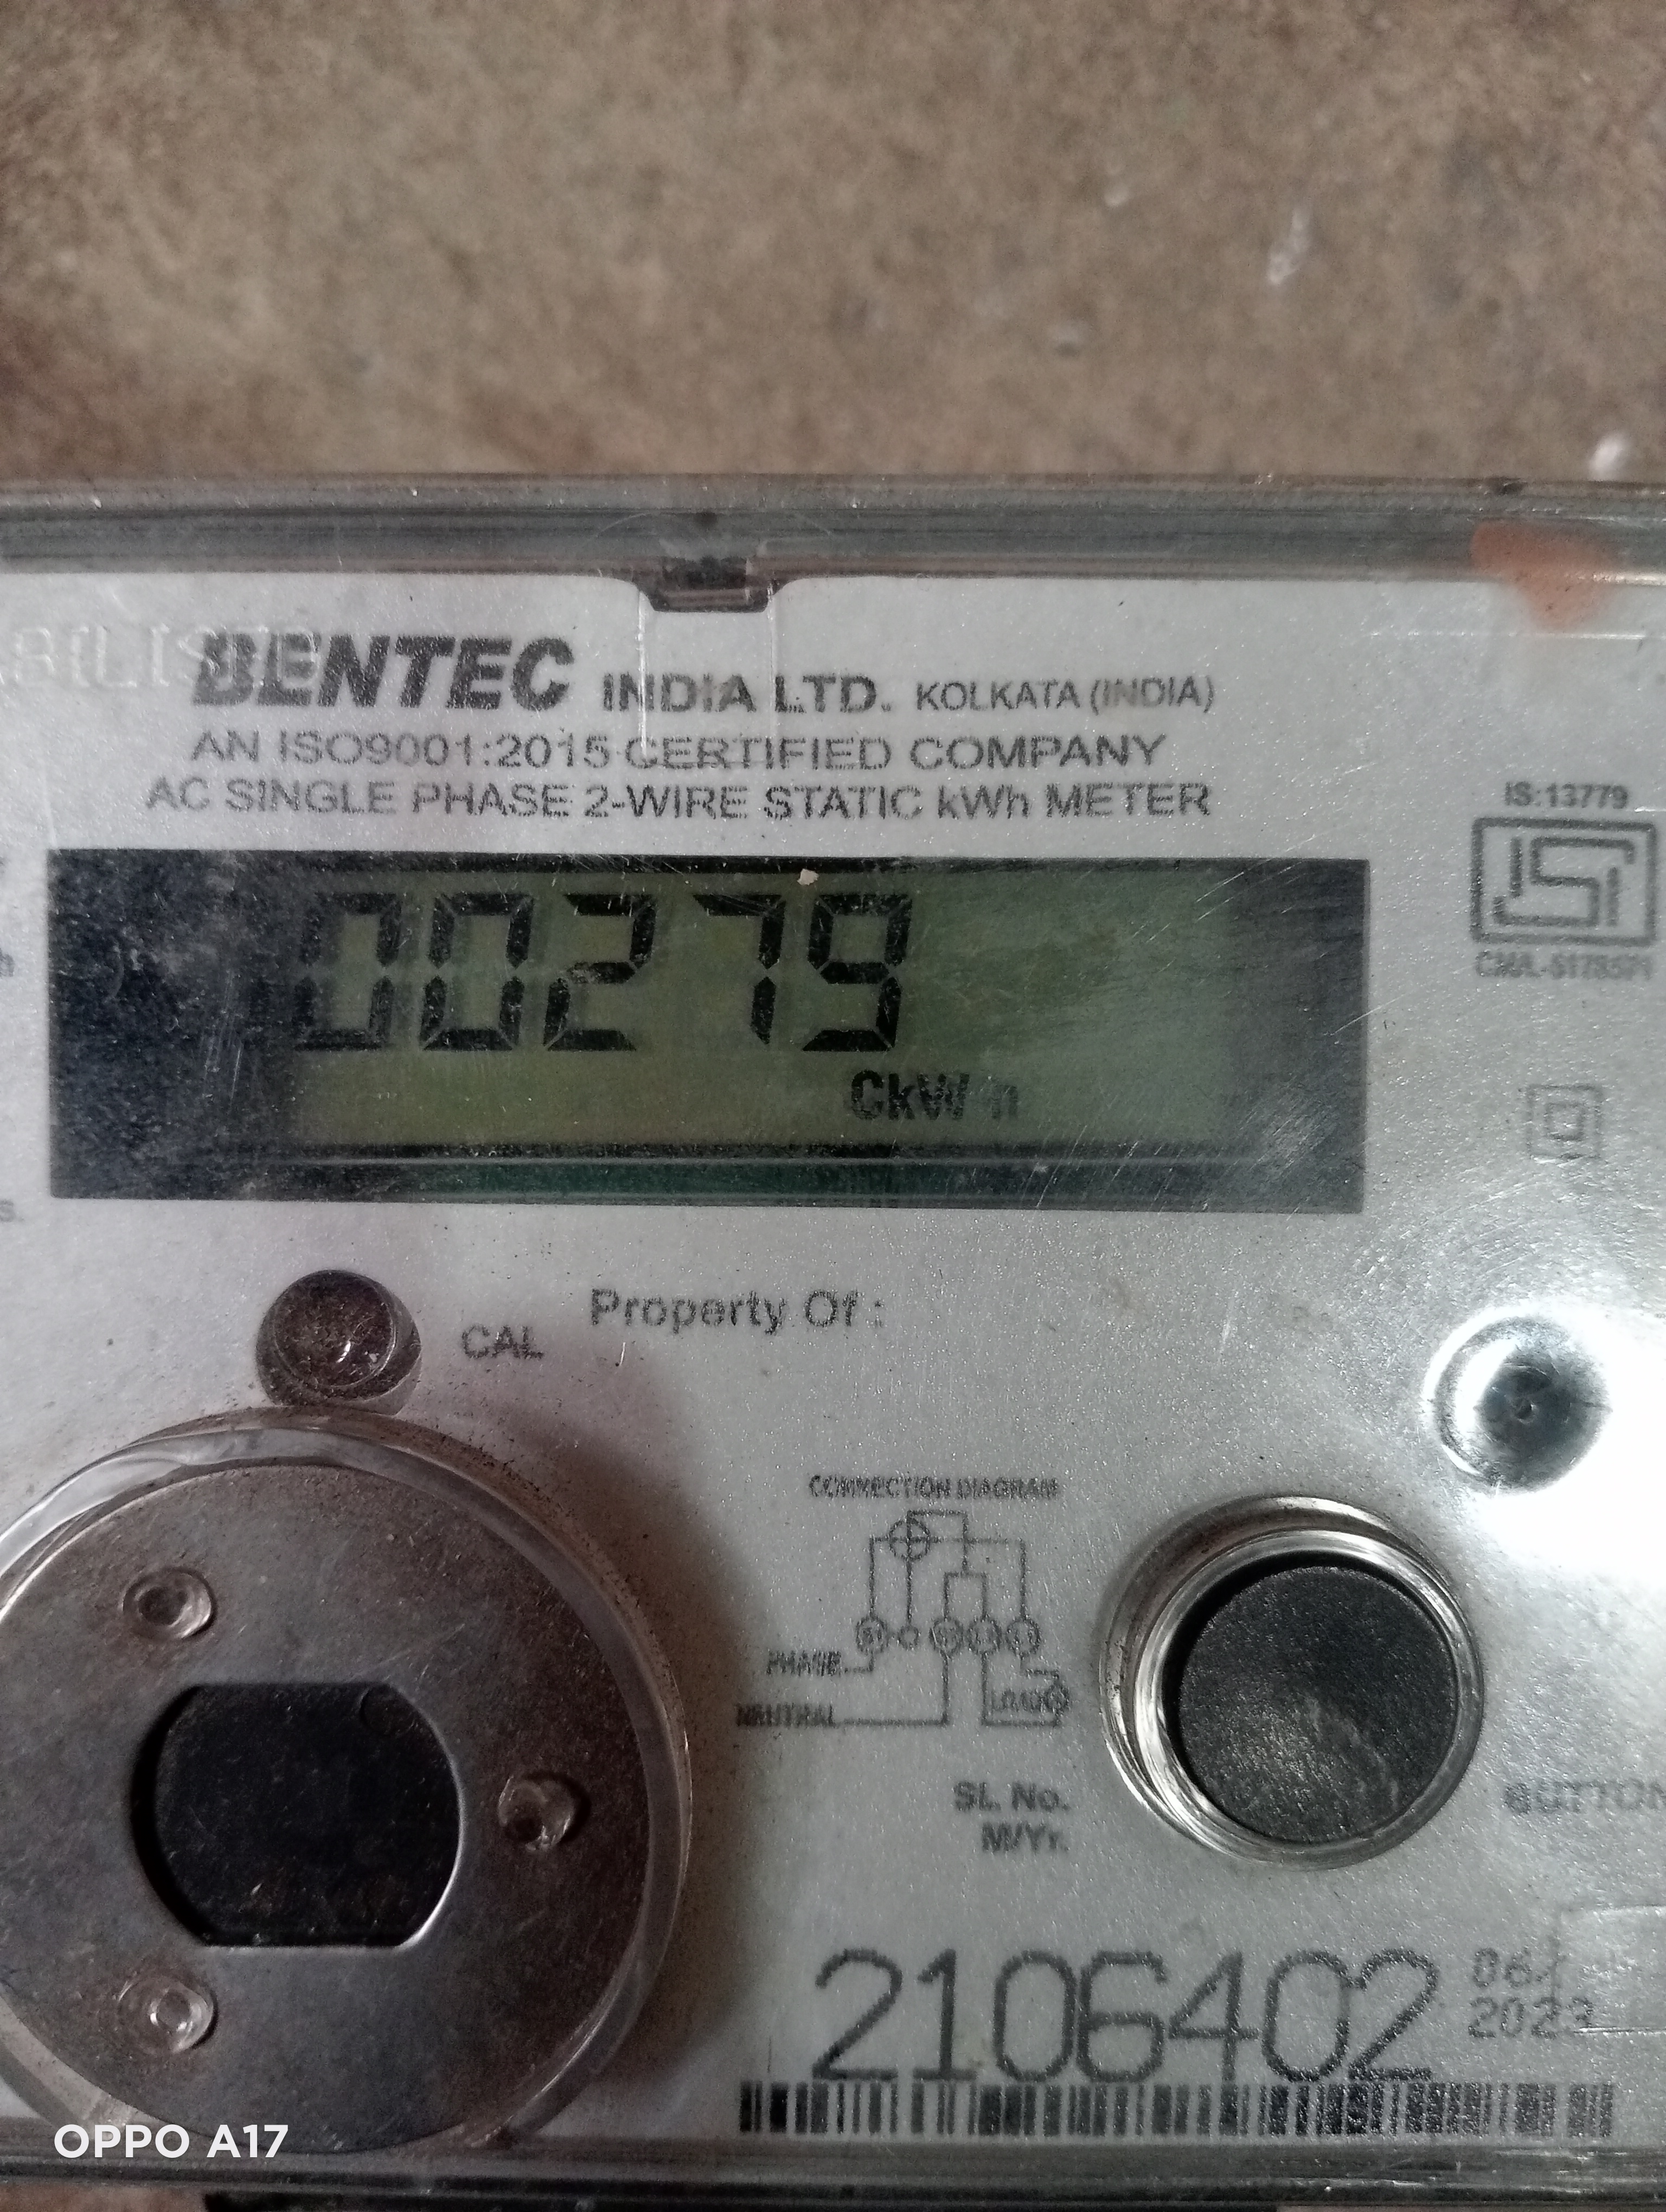 BENTEC INDIA LTD. KOLKATA (INDIA)
AN ISO9001:2015 CERTIFIED COMPANY
AC SINGLE PHASE 2-WIRE STATIC kWh METER
IS:13779
ISI
00279
CkWh
Property Of :
CAL
CONNECTION DIAGRAM
PHASE
NEUTRAL
LOAD
SL. No.
M/Yr.
BUTTON
2106402
06/
2023
OPPO A17